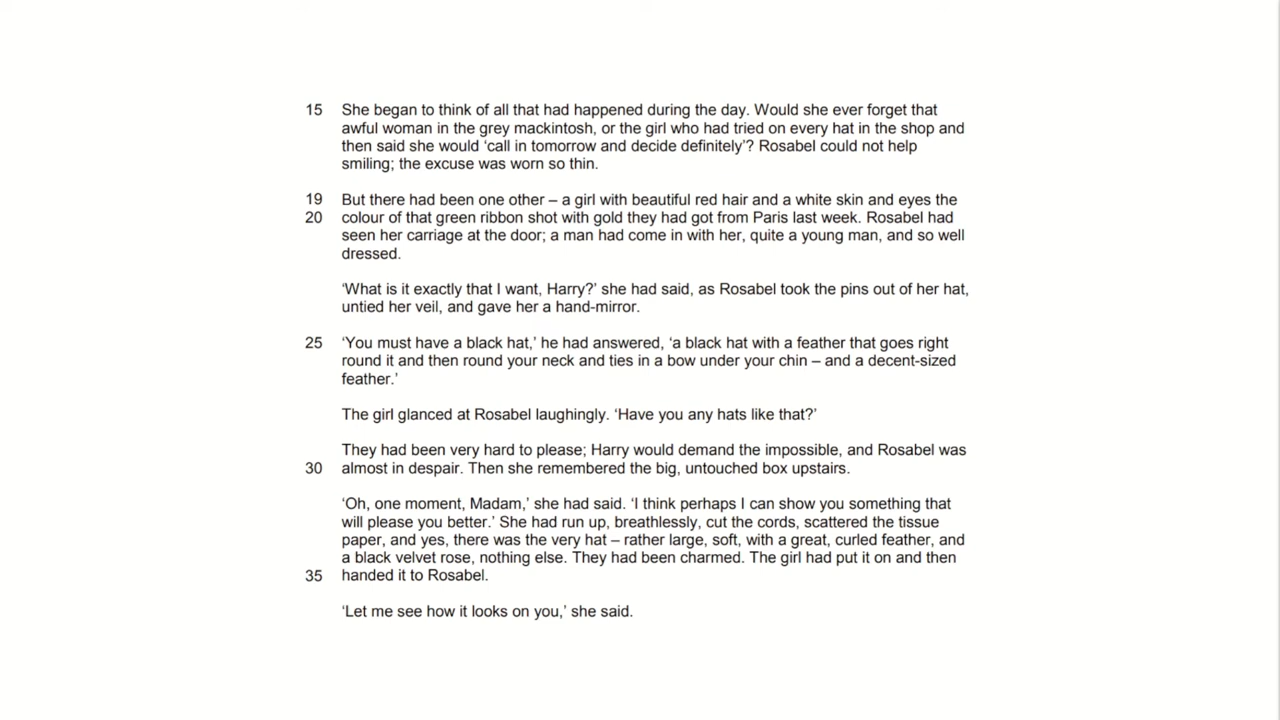 15 She began to think of all that had happened during the day. Would she ever forget that
awful woman in the grey mackintosh, or the girl who had tried on every hat in the shop and
then said she would ‘call in tomorrow and decide definitely’? Rosabel could not help
smiling; the excuse was worn so thin.
19 But there had been one other – a girl with beautiful red hair and a white skin and eyes the
20 colour of that green ribbon shot with gold they had got from Paris last week. Rosabel had
seen her carriage at the door; a man had come in with her, quite a young man, and so well
dressed.
‘What is it exactly that I want, Harry?’ she had said, as Rosabel took the pins out of her hat,
untied her veil, and gave her a hand-mirror.
25 ‘You must have a black hat,’ he had answered, ‘a black hat with a feather that goes right
round it and then round your neck and ties in a bow under your chin – and a decent-sized
feather.’
The girl glanced at Rosabel laughingly. ‘Have you any hats like that?’
They had been very hard to please; Harry would demand the impossible, and Rosabel was
30 almost in despair. Then she remembered the big, untouched box upstairs.
‘Oh, one moment, Madam,’ she had said. ‘I think perhaps I can show you something that
will please you better.’ She had run up, breathlessly, cut the cords, scattered the tissue
paper, and yes, there was the very hat – rather large, soft, with a great, curled feather, and
a black velvet rose, nothing else. They had been charmed. The girl had put it on and then
35 handed it to Rosabel.
‘Let me see how it looks on you,’ she said.